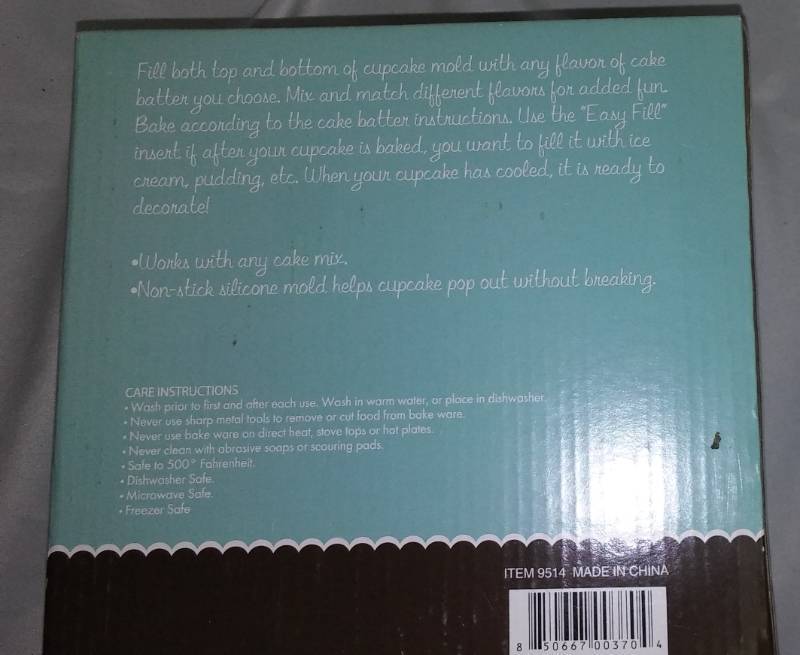 Fill both top and bottom of cupcake mold with any flavor of cake
batter you choose. Mix and match different flavors for added fun.
Bake according to the cake batter instructions. Use the "Easy Fill"
insert if after your cupcake is baked, you want to fill it with ice
cream, pudding, etc. When your cupcake has cooled, it is ready to
decorate!
•Works with any cake mix.
•Non-stick silicone mold helps cupcake pop out without breaking.
CARE INSTRUCTIONS
• Wash prior to first and after each use. Wash in warm water, or place in dishwasher.
• Never use sharp metal tools to remove or cut food from bake ware.
• Never use bake ware on direct heat, stove tops or hot plates.
• Never clean with abrasive soaps or scouring pads.
• Safe to 500° Fahrenheit.
• Dishwasher Safe.
• Microwave Safe.
• Freezer Safe
ITEM 9514 MADE IN CHINA
8 50667 00370 4